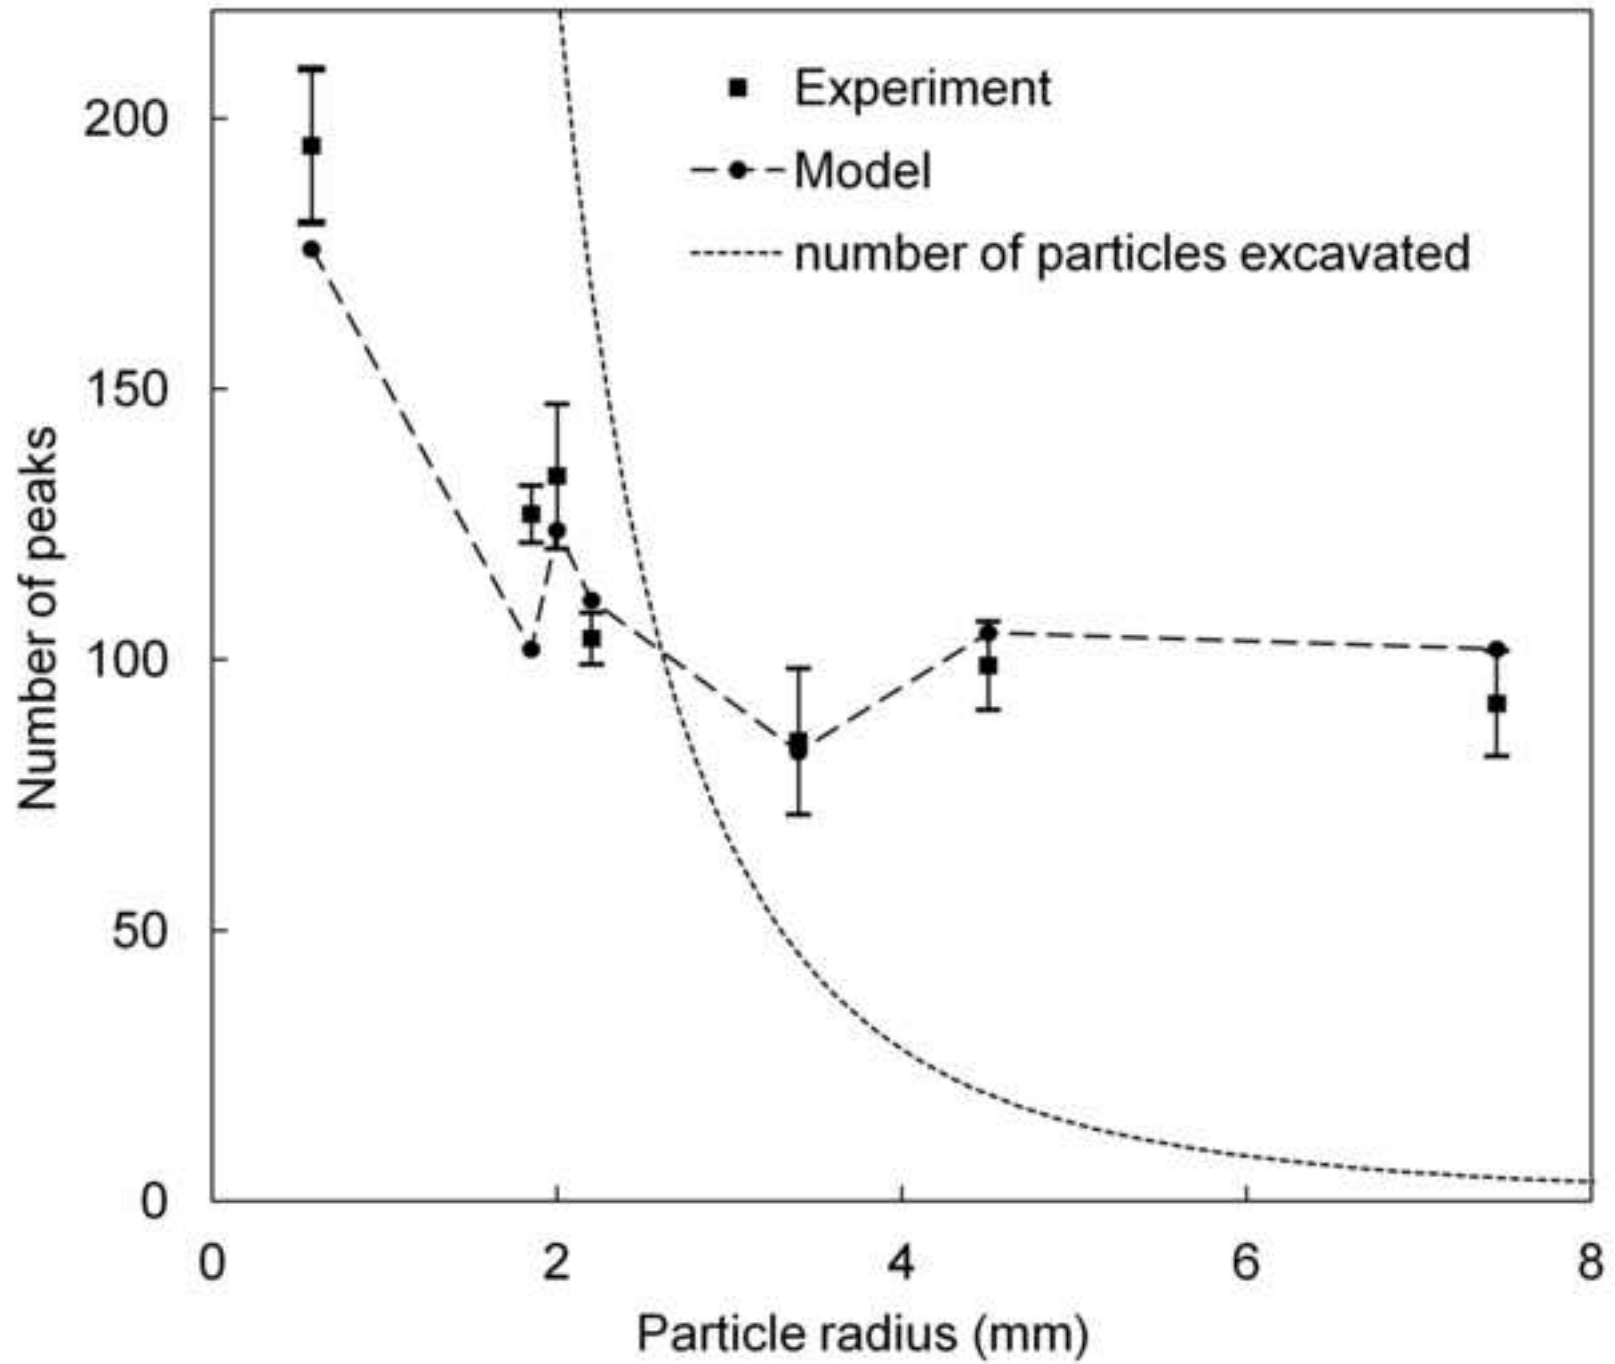 Experiment
Model
number of particles excavated
200
150
100
50
0
Number of peaks
0 2 4 6 8
Particle radius (mm)